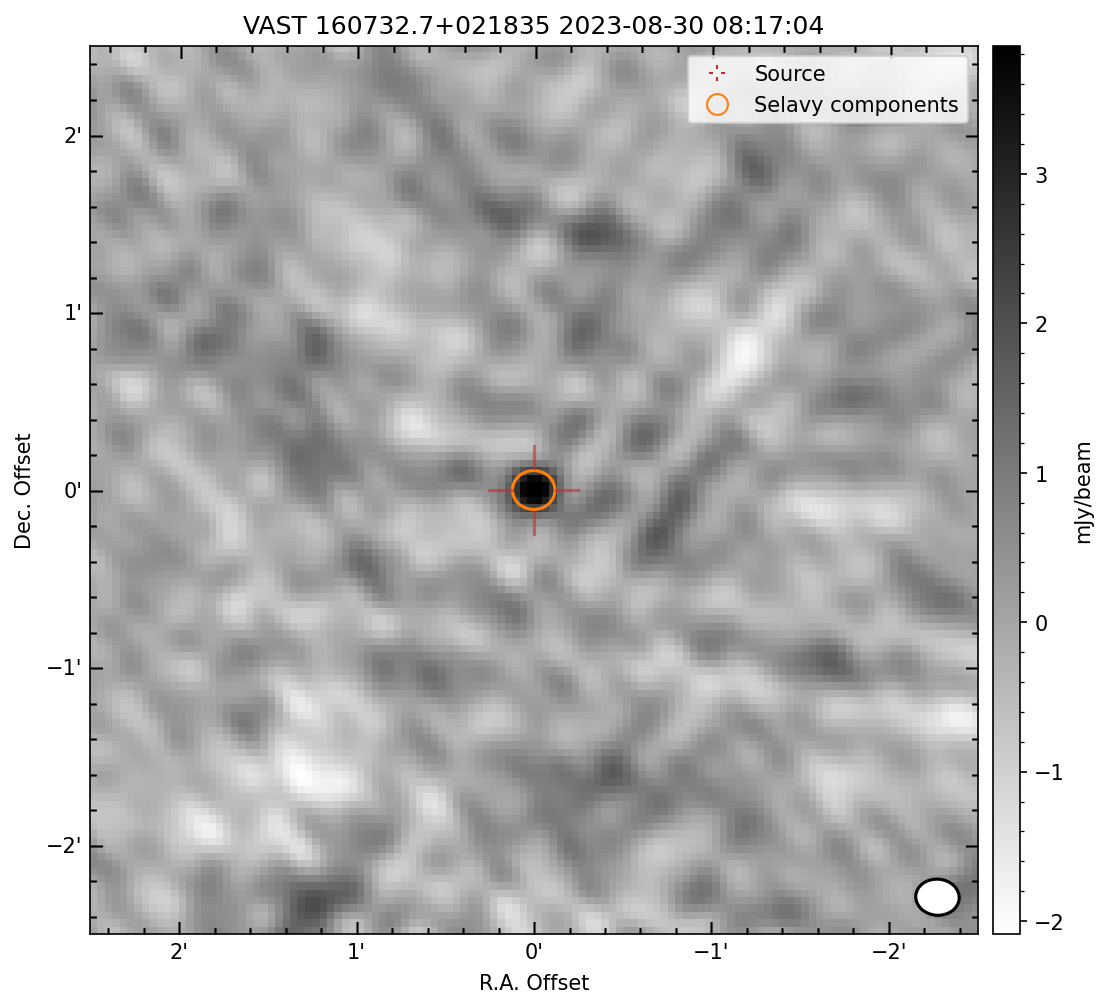 VAST 160732.7+021835 2023-08-30 08:17:04
Source
Selavy components
2'
1'
0'
−1'
−2'
Dec. Offset
2'
1'
0'
−1'
−2'
R.A. Offset
3
2
1
0
−1
−2
mJy/beam